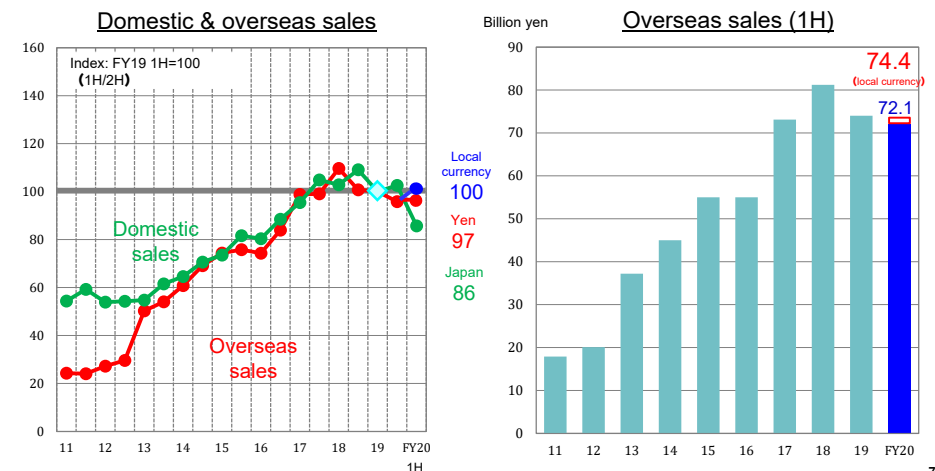 Domestic & overseas sales
160
140
120
100
80
60
40
20
0
Index: FY19 1H=100
(1H/2H)
Domestic
sales
Overseas
sales
11 12 13 14 15 16 17 18 19 FY20
1H
Local
currency
100
Yen
97
Japan
86
Billion yen
Overseas sales (1H)
90
80
70
60
50
40
30
20
10
0
74.4
(local currency)
72.1
11 12 13 14 15 16 17 18 19 FY20